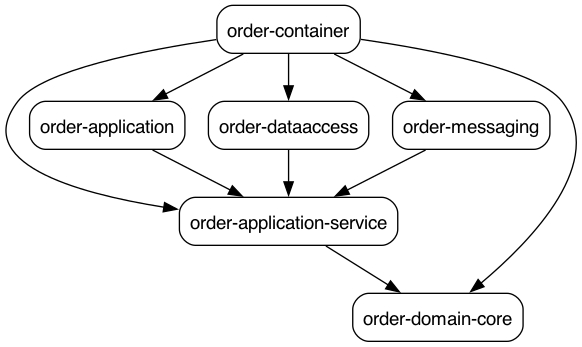 order-container
order-application
order-dataaccess
order-messaging
order-application-service
order-domain-core